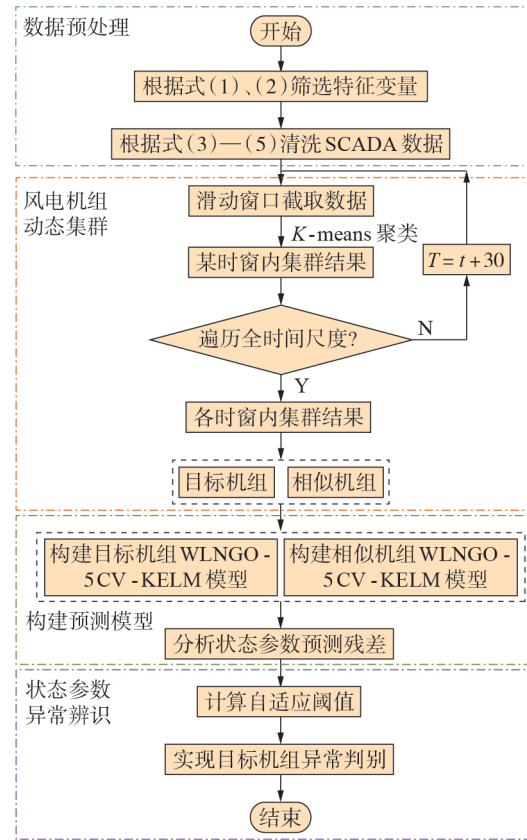 数据预处理
开始
根据式(1)、(2)筛选特征变量
根据式(3)—(5)清洗SCADA数据
风电机组
动态集群
滑动窗口截取数据
K-means 聚类
某时窗内集群结果
T=t+30
遍历全时间尺度?
N
Y
各时窗内集群结果
目标机组
相似机组
构建目标机组WLNGO-
5CV-KELM模型
构建相似机组WLNGO-
5CV-KELM模型
构建预测模型
分析状态参数预测残差
状态参数
异常辨识
计算自适应阈值
实现目标机组异常判别
结束